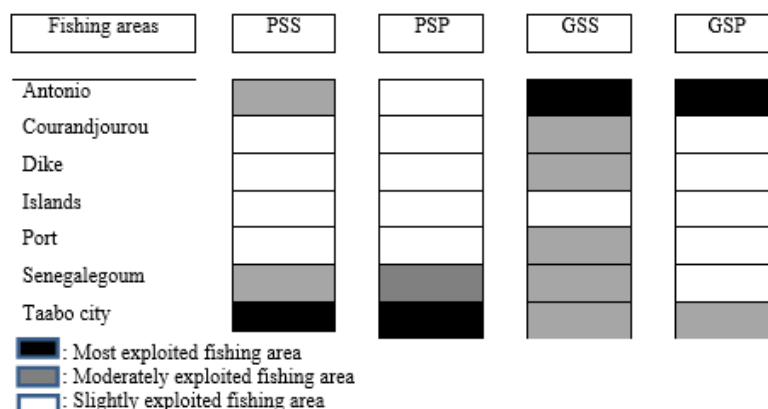 Fishing areas PSS PSP GSS GSP
Antonio
Courandjourou
Dike
Islands
Port
Senegalegoum
Taabo city
: Most exploited fishing area
: Moderately exploited fishing area
: Slightly exploited fishing area